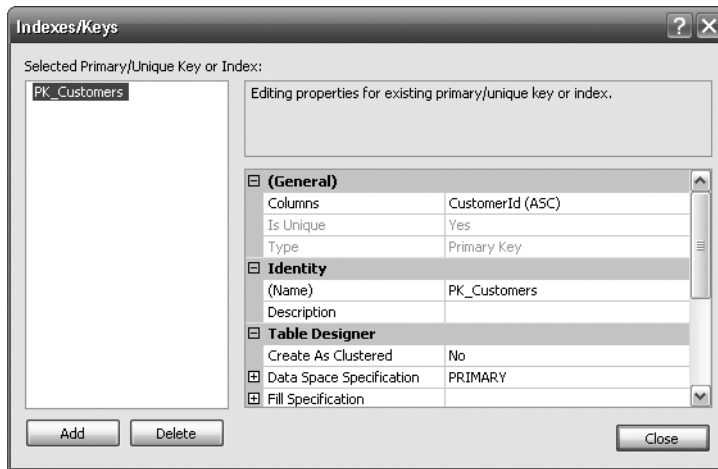 Indexes/Keys
Selected Primary/Unique Key or Index:
PK_Customers
Editing properties for existing primary/unique key or index.
(General)
Columns CustomerId (ASC)
Is Unique Yes
Type Primary Key
Identity
(Name) PK_Customers
Description
Table Designer
Create As Clustered No
Data Space Specification PRIMARY
Fill Specification
Add Delete
Close